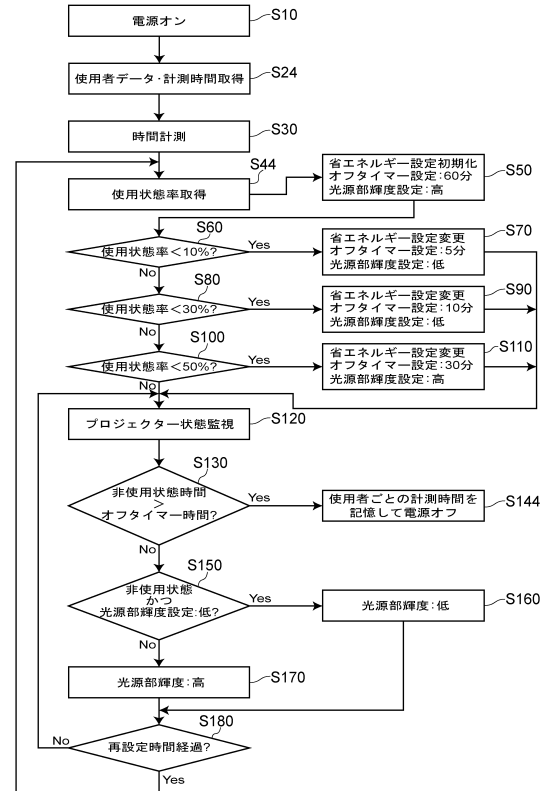 電源オン
S10
使用者データ・計測時間取得
S24
時間計測
S30
使用状態率取得
S44
省エネルギー設定初期化
オフタイマー設定:60分
光源部輝度設定:高
S50
使用状態率<10%?
S60
Yes
No
省エネルギー設定変更
オフタイマー設定:5分
光源部輝度設定:低
S70
使用状態率<30%?
S80
Yes
No
省エネルギー設定変更
オフタイマー設定:10分
光源部輝度設定:低
S90
使用状態率<50%?
S100
Yes
No
省エネルギー設定変更
オフタイマー設定:30分
光源部輝度設定:高
S110
プロジェクター状態監視
S120
非使用状態時間
>
オフタイマー時間?
S130
Yes
No
使用者ごとの計測時間を
記憶して電源オフ
S144
非使用状態
かつ
光源部輝度設定:低?
S150
Yes
No
光源部輝度:低
S160
光源部輝度:高
S170
再設定時間経過?
S180
No
Yes